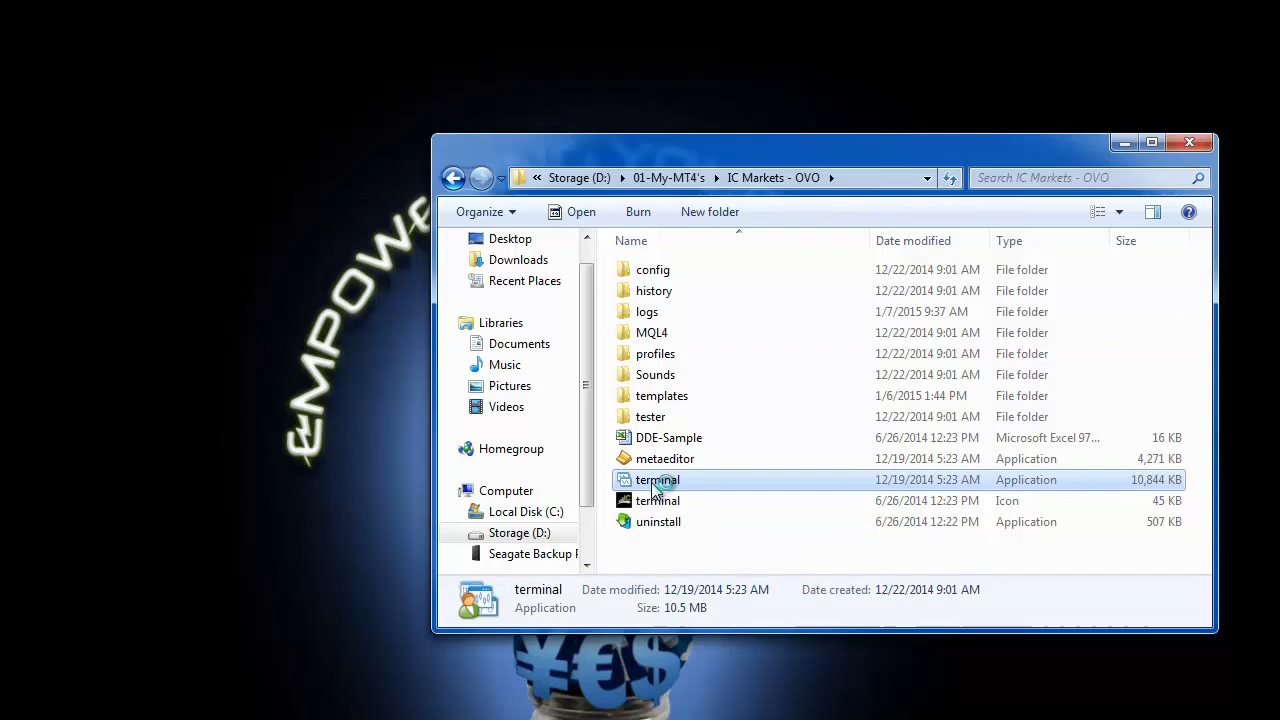 EMPOWE
« Storage (D:) 01-My-MT4's IC Markets - OVO Search IC Markets - OVO
Organize Open Burn New folder
Name Date modified Type Size
Desktop
Downloads
Recent Places
Libraries
Documents
Music
Pictures
Videos
Homegroup
Computer
Local Disk (C:)
Storage (D:)
Seagate Backup P
config 12/22/2014 9:01 AM File folder
history 12/22/2014 9:01 AM File folder
logs 1/7/2015 9:37 AM File folder
MQL4 12/22/2014 9:01 AM File folder
profiles 12/22/2014 9:01 AM File folder
Sounds 12/22/2014 9:01 AM File folder
templates 1/6/2015 1:44 PM File folder
tester 12/22/2014 9:01 AM File folder
DDE-Sample 6/26/2014 12:23 PM Microsoft Excel 97... 16 KB
metaeditor 12/19/2014 5:23 AM Application 4,271 KB
terminal 12/19/2014 5:23 AM Application 10,844 KB
terminal 6/26/2014 12:23 PM Icon 45 KB
uninstall 6/26/2014 12:22 PM Application 507 KB
terminal Date modified: 12/19/2014 5:23 AM Date created: 12/22/2014 9:01 AM
Application Size: 10.5 MB
¥€$